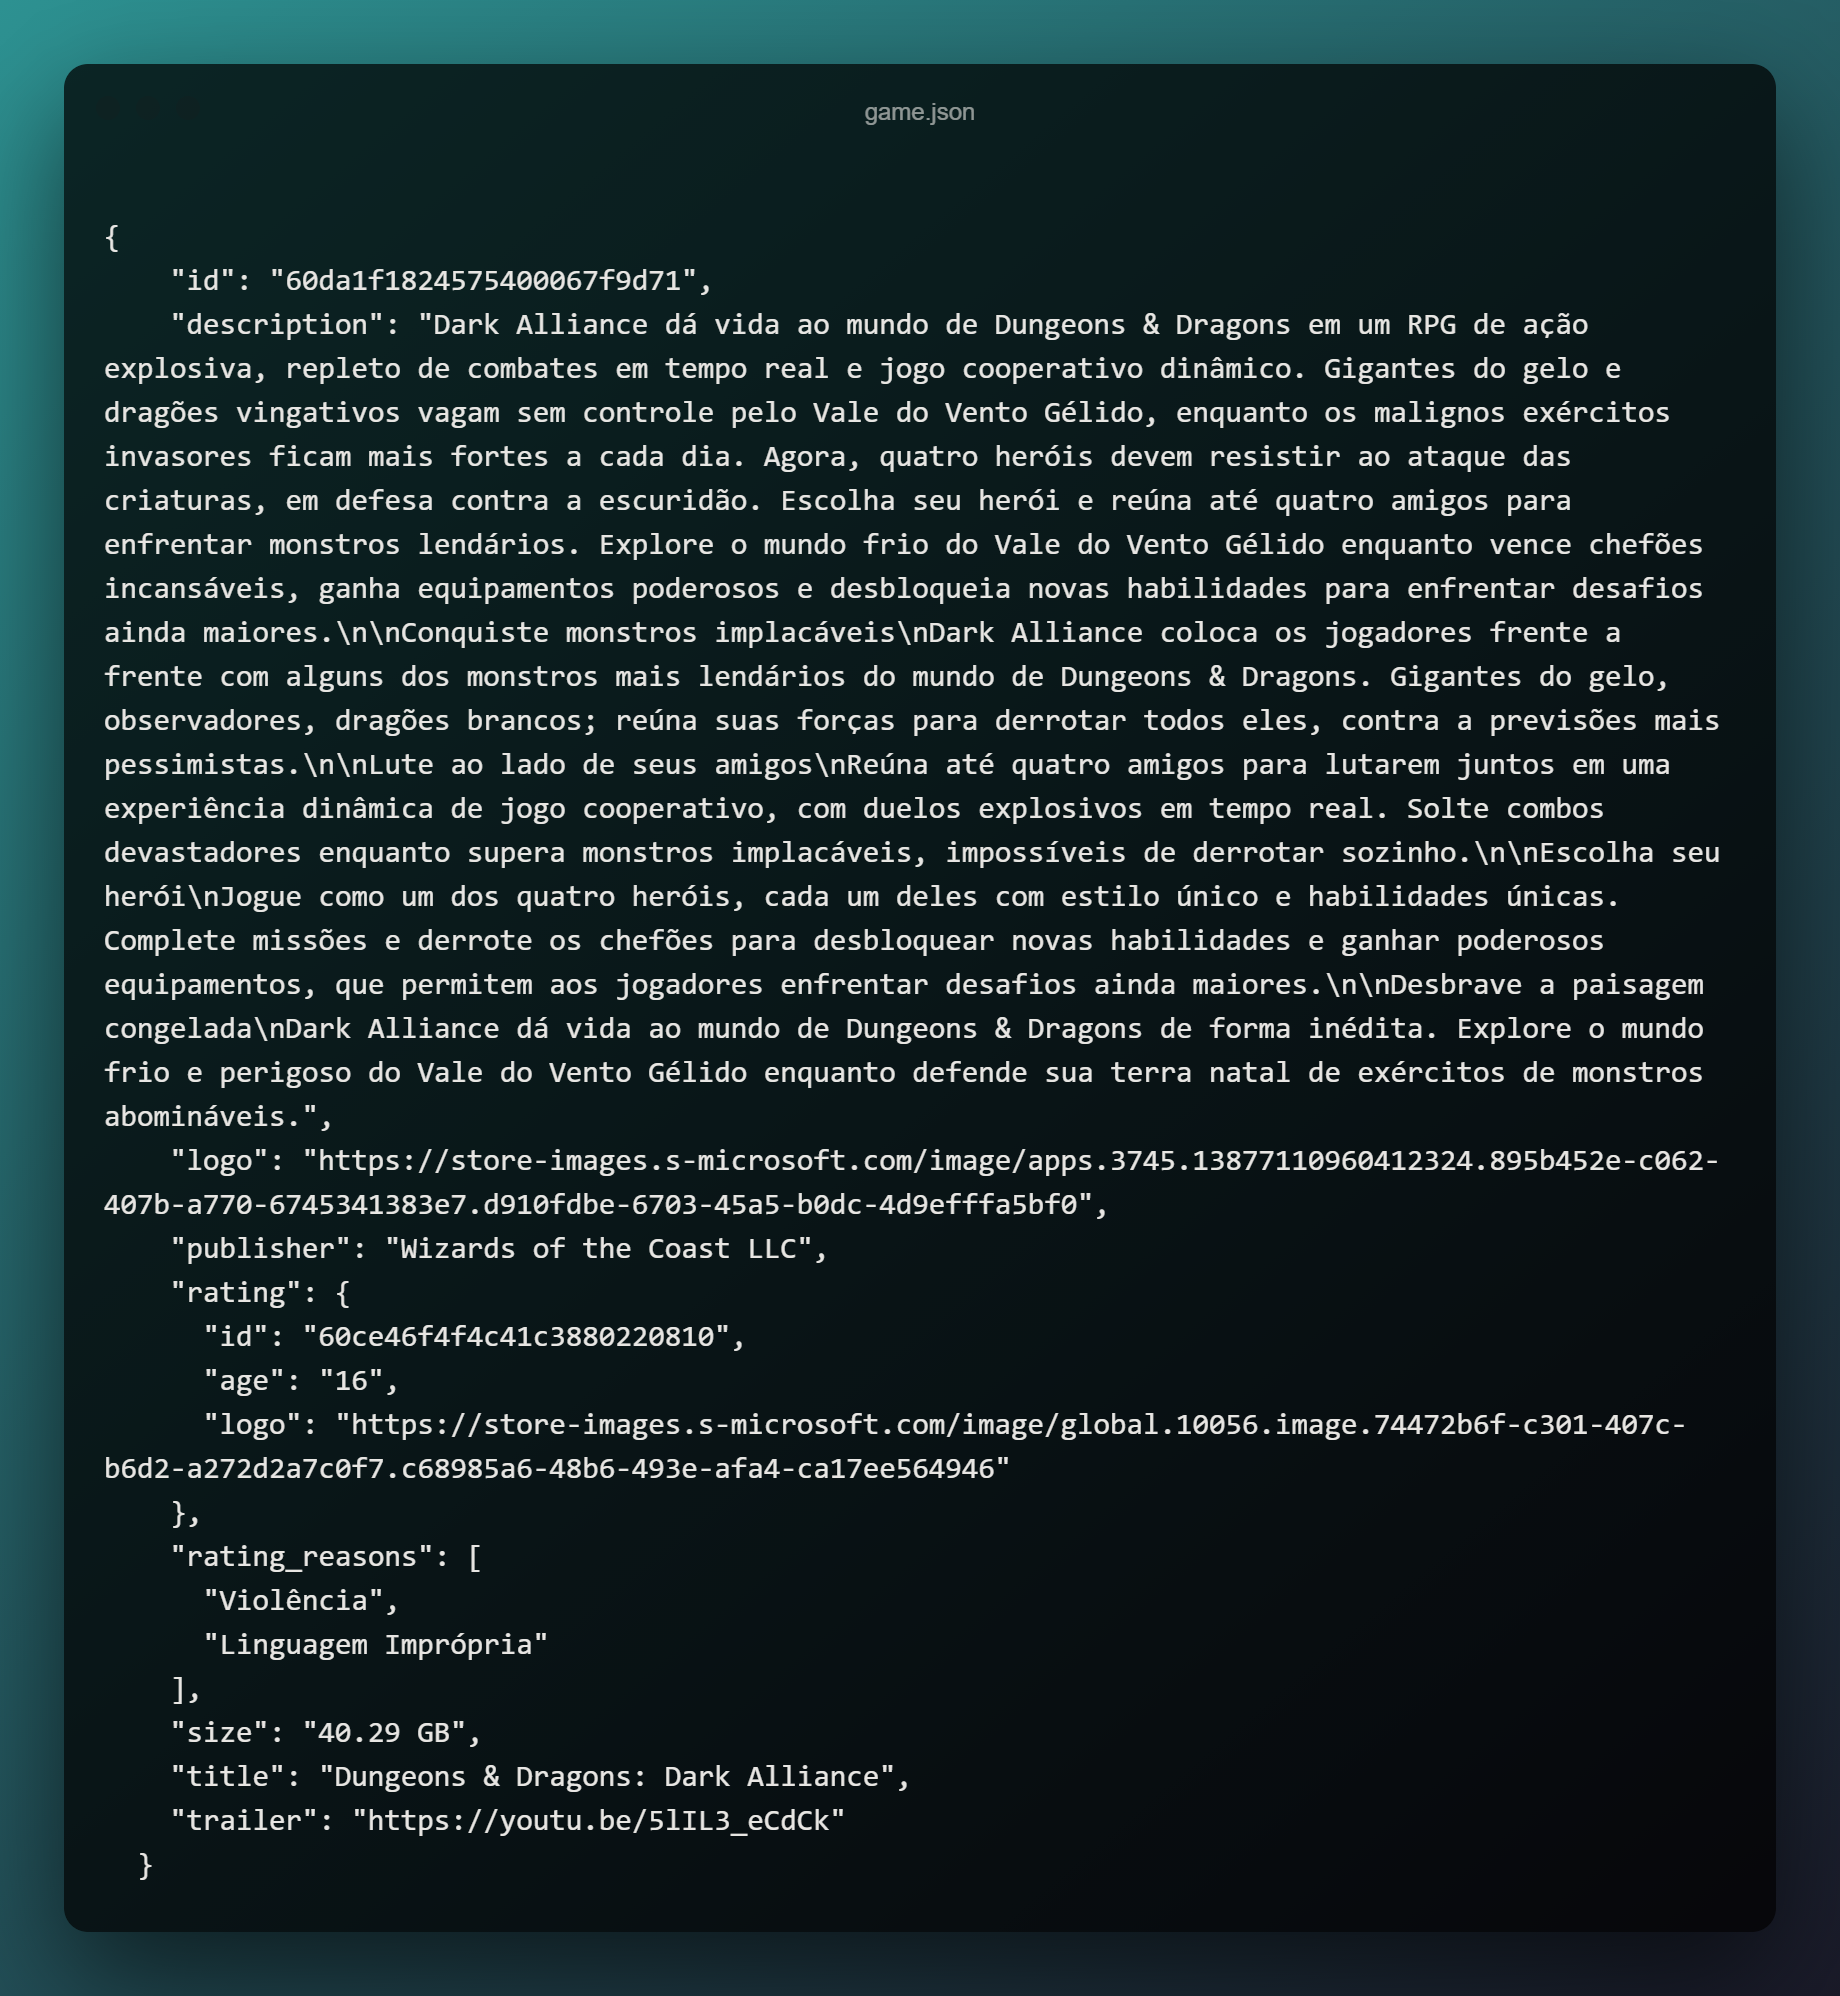 game.json
{
"id": "60da1f1824575400067f9d71",
"description": "Dark Alliance dá vida ao mundo de Dungeons & Dragons em um RPG de ação
explosiva, repleto de combates em tempo real e jogo cooperativo dinâmico. Gigantes do gelo e
dragões vingativos vagam sem controle pelo Vale do Vento Gélido, enquanto os malignos exércitos
invasores ficam mais fortes a cada dia. Agora, quatro heróis devem resistir ao ataque das
criaturas, em defesa contra a escuridão. Escolha seu herói e reúna até quatro amigos para
enfrentar monstros lendários. Explore o mundo frio do Vale do Vento Gélido enquanto vence chefões
incansáveis, ganha equipamentos poderosos e desbloqueia novas habilidades para enfrentar desafios
ainda maiores.\n\nConquiste monstros implacáveis\nDark Alliance coloca os jogadores frente a
frente com alguns dos monstros mais lendários do mundo de Dungeons & Dragons. Gigantes do gelo,
observadores, dragões brancos; reúna suas forças para derrotar todos eles, contra a previsões mais
pessimistas.\n\nLute ao lado de seus amigos\nReúna até quatro amigos para lutarem juntos em uma
experiência dinâmica de jogo cooperativo, com duelos explosivos em tempo real. Solte combos
devastadores enquanto supera monstros implacáveis, impossíveis de derrotar sozinho.\n\nEscolha seu
herói\nJogue como um dos quatro heróis, cada um deles com estilo único e habilidades únicas.
Complete missões e derrote os chefões para desbloquear novas habilidades e ganhar poderosos
equipamentos, que permitem aos jogadores enfrentar desafios ainda maiores.\n\nDesbrave a paisagem
congelada\nDark Alliance dá vida ao mundo de Dungeons & Dragons de forma inédita. Explore o mundo
frio e perigoso do Vale do Vento Gélido enquanto defende sua terra natal de exércitos de monstros
abomináveis.",
"logo": "https://store-images.s-microsoft.com/image/apps.3745.13877110960412324.895b452e-c062-
407b-a770-6745341383e7.d910fdbe-6703-45a5-b0dc-4d9efffa5bf0",
"publisher": "Wizards of the Coast LLC",
"rating": {
"id": "60ce46f4f4c41c3880220810",
"age": "16",
"logo": "https://store-images.s-microsoft.com/image/global.10056.image.74472b6f-c301-407c-
b6d2-a272d2a7c0f7.c68985a6-48b6-493e-afa4-ca17ee564946"
},
"rating_reasons": [
"Violência",
"Linguagem Imprópria"
],
"size": "40.29 GB",
"title": "Dungeons & Dragons: Dark Alliance",
"trailer": "https://youtu.be/5lIL3_eCdCk"
}